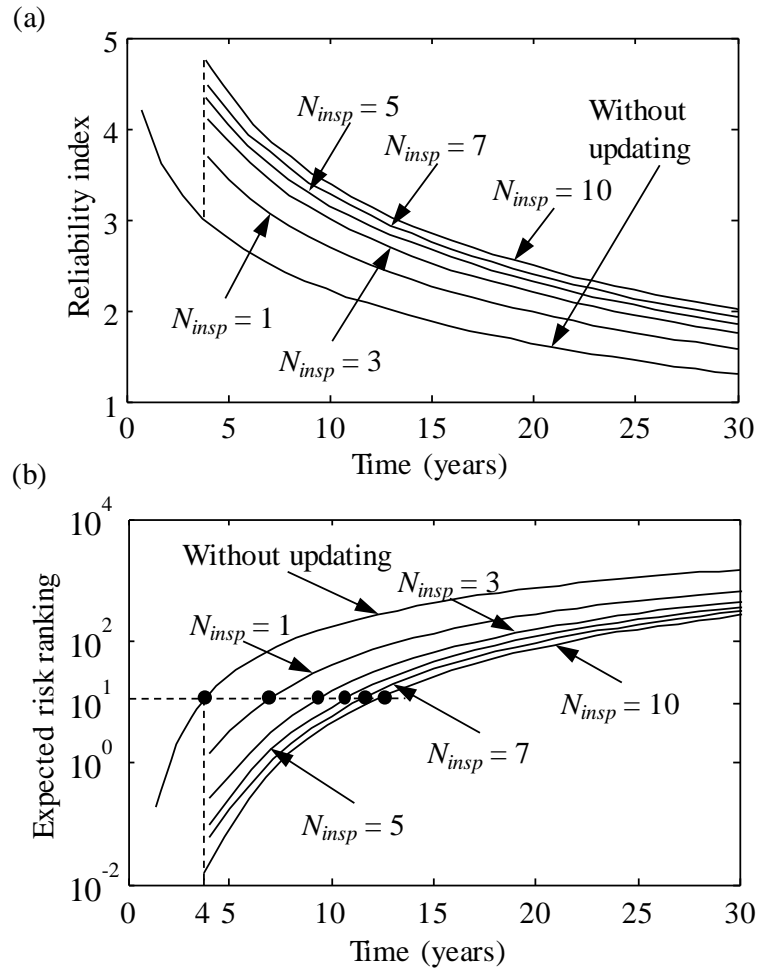 (a)
Reliability index
5
4
3
2
1
N_insp = 5
N_insp = 7
N_insp = 10
Without
updating
N_insp = 1
N_insp = 3
0 5 10 15 20 25 30
Time (years)
(b)
Expected risk ranking
10^4
10^2
10^1
10^0
10^-2
Without updating
N_insp = 3
N_insp = 1
N_insp = 10
N_insp = 7
N_insp = 5
0 4 5 10 15 20 25 30
Time (years)